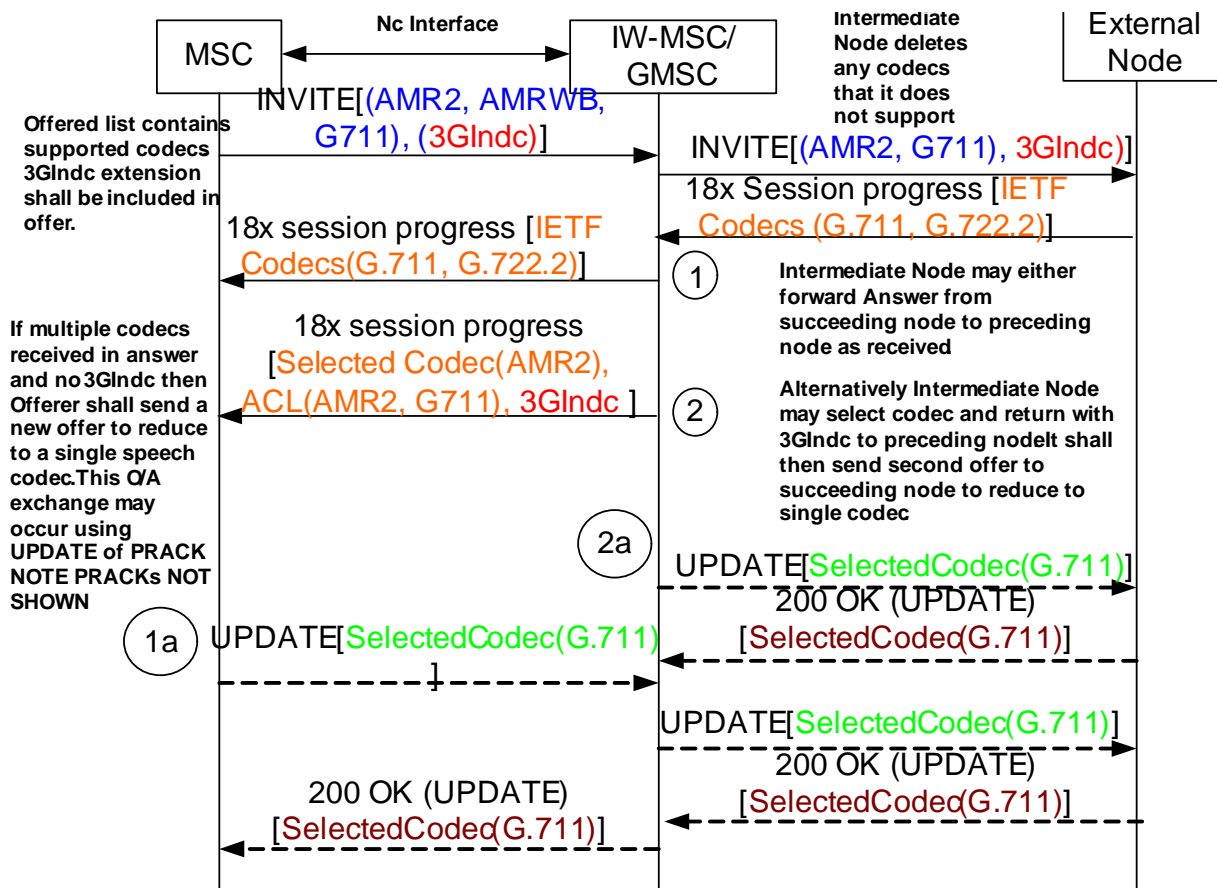 MSC
Nc Interface
IW-MSC/
GMSC
Intermediate
Node deletes
any codecs
that it does
not support
External
Node
Offered list contains
supported codecs
3GIndc extension
shall be included in
offer.
INVITE[(AMR2, AMRWB,
G711), (3GIndc)]
INVITE[(AMR2, G711), 3GIndc)]
18x Session Progress [IETF
Codecs (G.711, G.722.2)]
18x session progress [IETF
Codecs(G.711, G.722.2)]
1
Intermediate Node may either
forward Answer from
succeeding node to preceding
node as received
If multiple codecs
received in answer
and no 3GIndc then
Offerer shall send a
new offer to reduce
to a single speech
codec.This O/A
exchange may
occur using
UPDATE of PRACK
NOTE PRACKs NOT
SHOWN
18x session progress
[Selected Codec(AMR2),
ACL(AMR2, G711), 3GIndc ]
2
Alternatively Intermediate Node
may select codec and return with
3GIndc to preceding nodeIt shall
then send second offer to
succeeding node to reduce to
single codec
2a
UPDATE[SelectedCodec(G.711)]
200 OK (UPDATE)
[SelectedCodec(G.711)]
1a
UPDATE[SelectedCodec(G.711)
]
UPDATE[SelectedCodec(G.711)]
200 OK (UPDATE)
[SelectedCodec(G.711)]
200 OK (UPDATE)
[SelectedCodec(G.711)]